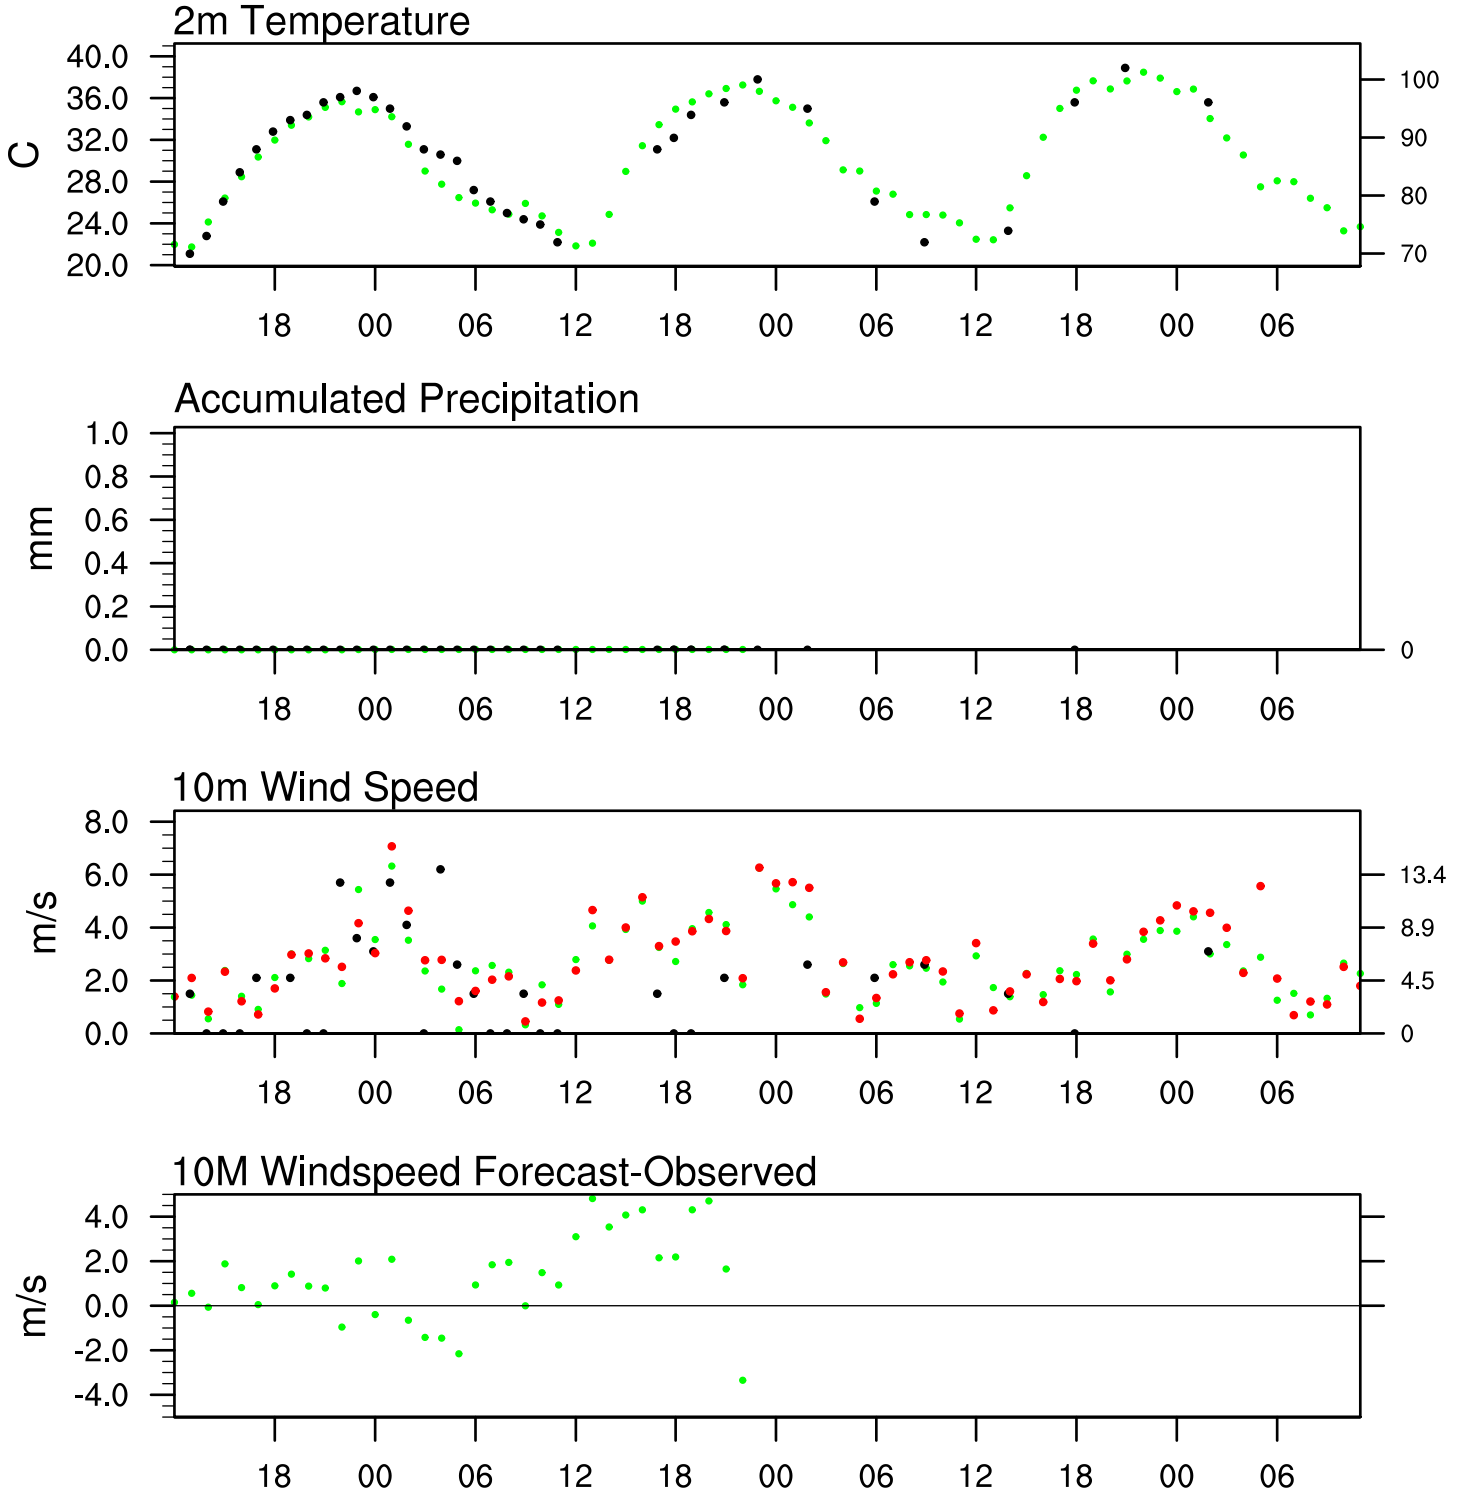 2m Temperature
C
40.0
36.0
32.0
28.0
24.0
20.0
100
90
80
70
18 00 06 12 18 00 06 12 18 00 06
Accumulated Precipitation
mm
1.0
0.8
0.6
0.4
0.2
0.0
0
18 00 06 12 18 00 06 12 18 00 06
10m Wind Speed
m/s
8.0
6.0
4.0
2.0
0.0
13.4
8.9
4.5
0
18 00 06 12 18 00 06 12 18 00 06
10M Windspeed Forecast-Observed
m/s
4.0
2.0
0.0
-2.0
-4.0
18 00 06 12 18 00 06 12 18 00 06